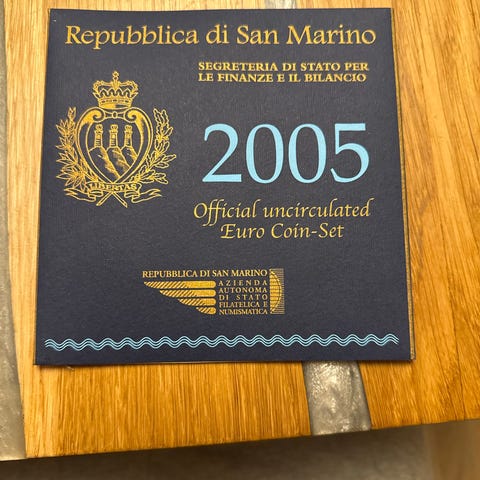 Repubblica di San Marino
SEGRETERIA DI STATO PER
LE FINANZE E IL BILANCIO
2005
LIBERTAS
Official uncirculated
Euro Coin-Set
REPUBBLICA DI SAN MARINO
AZIENDA
AUTONOMA
DI STATO
FILATELICA E
NUMISMATICA